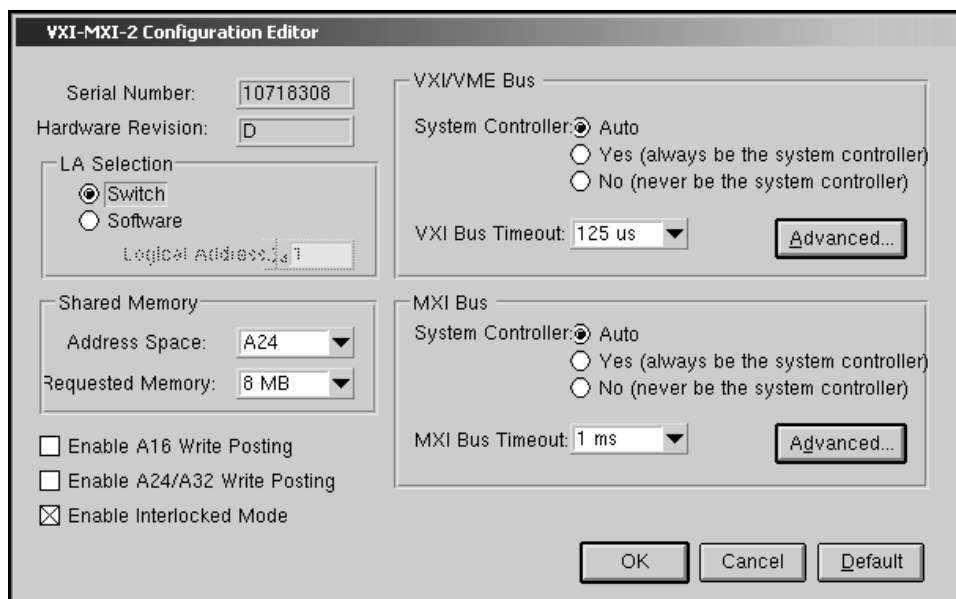 VXI-MXI-2 Configuration Editor
Serial Number: 10718308
Hardware Revision: D
LA Selection
Switch
Software
Logical Address: 1
Shared Memory
Address Space: A24
Requested Memory: 8 MB
Enable A16 Write Posting
Enable A24/A32 Write Posting
Enable Interlocked Mode
VXI/VME Bus
System Controller: Auto
Yes (always be the system controller)
No (never be the system controller)
VXI Bus Timeout: 125 us
Advanced...
MXI Bus
System Controller: Auto
Yes (always be the system controller)
No (never be the system controller)
MXI Bus Timeout: 1 ms
Advanced...
OK
Cancel
Default